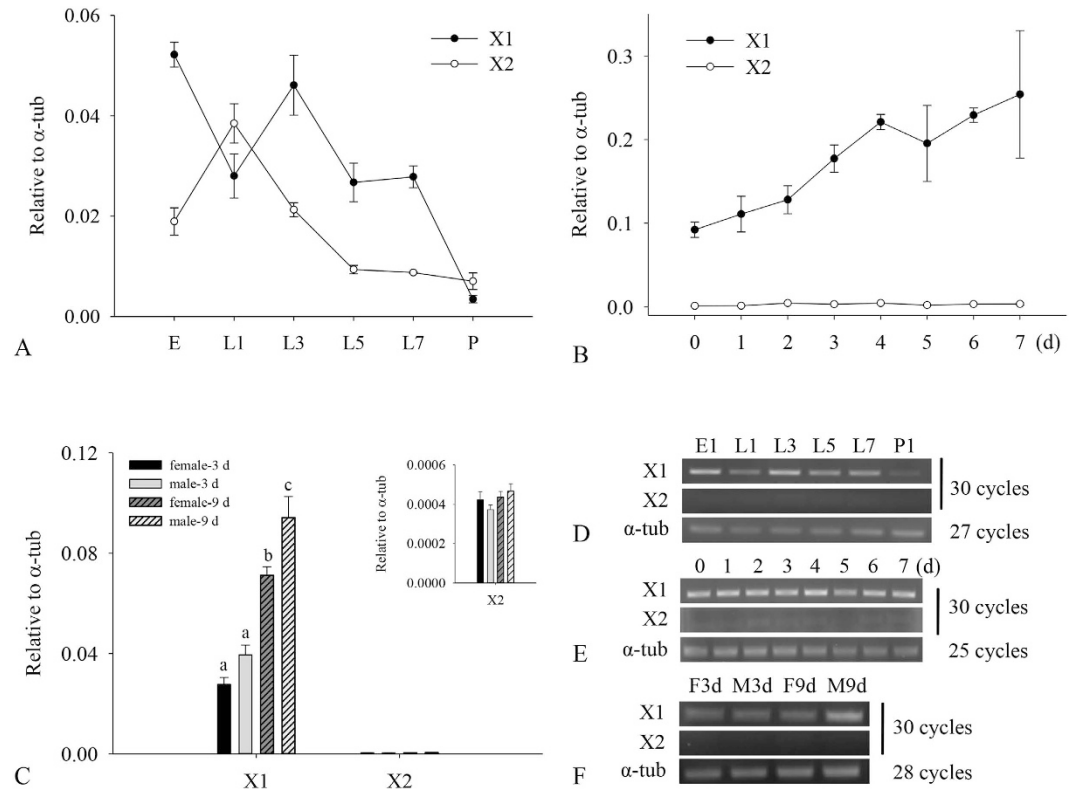 0.06
0.04
0.02
0.00
Relative to α-tub
X1
X2
E L1 L3 L5 L7 P
A
0.3
0.2
0.1
0.0
Relative to α-tub
X1
X2
0 1 2 3 4 5 6 7 (d)
B
0.12
0.08
0.04
0.00
Relative to α-tub
female-3 d
male-3 d
female-9 d
male-9 d
a
a
b
c
X1 X2
C
0.0006
0.0004
0.0002
0.0000
Relative to α-tub
X2
E1 L1 L3 L5 L7 P1
X1
X2
30 cycles
α-tub
27 cycles
D
0 1 2 3 4 5 6 7 (d)
X1
X2
30 cycles
α-tub
25 cycles
E
F3d M3d F9d M9d
X1
X2
30 cycles
α-tub
28 cycles
F